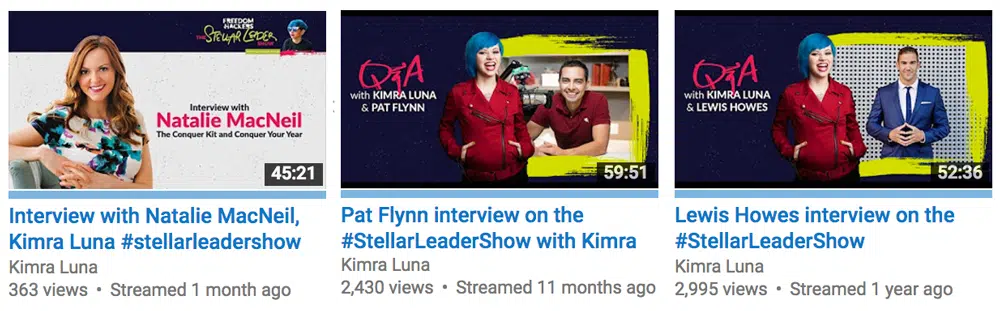 FREEDOM
HACKERS
THE STELLAR LEADER
SHOW
Interview with
Natalie MacNeil
The Conquer Kit and Conquer Your Year
45:21
Interview with Natalie MacNeil,
Kimra Luna #stellarleadershow
Kimra Luna
363 views • Streamed 1 month ago
Q&A
with KIMRA LUNA
& PAT FLYNN
59:51
Pat Flynn interview on the
#StellarLeaderShow with Kimra
Kimra Luna
2,430 views • Streamed 11 months ago
Q&A
with KIMRA LUNA
& LEWIS HOWES
52:36
Lewis Howes interview on the
#StellarLeaderShow
Kimra Luna
2,995 views • Streamed 1 year ago